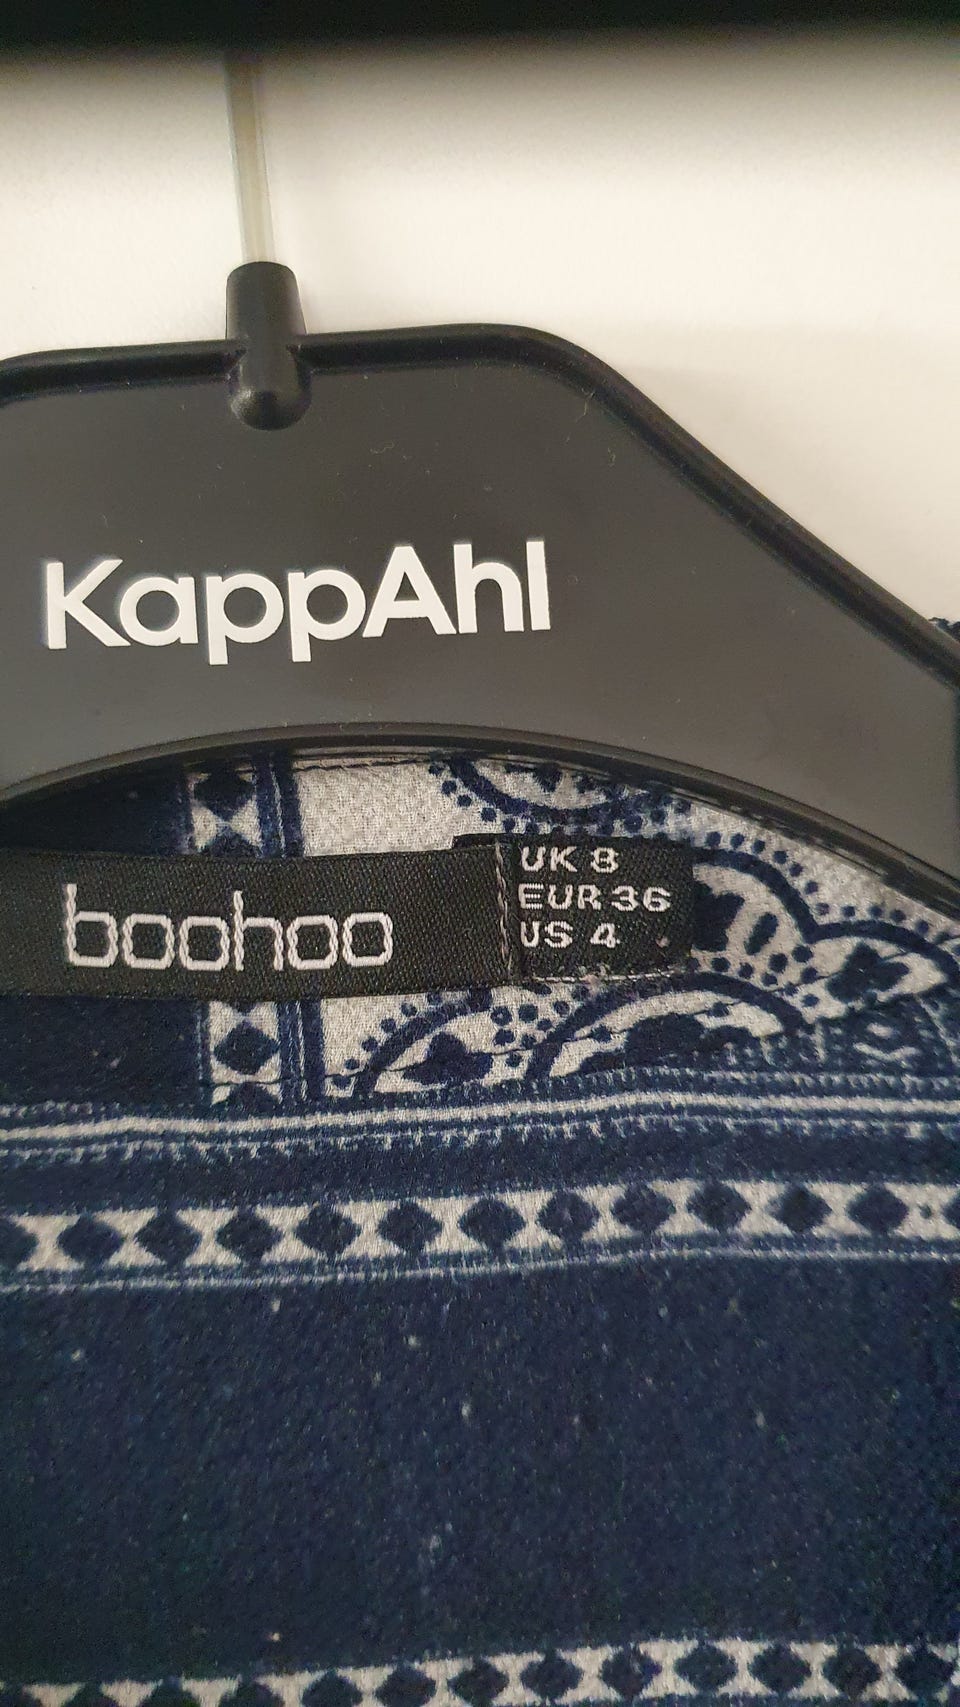 KappAhl
boohoo
UK 8
EUR 36
US 4